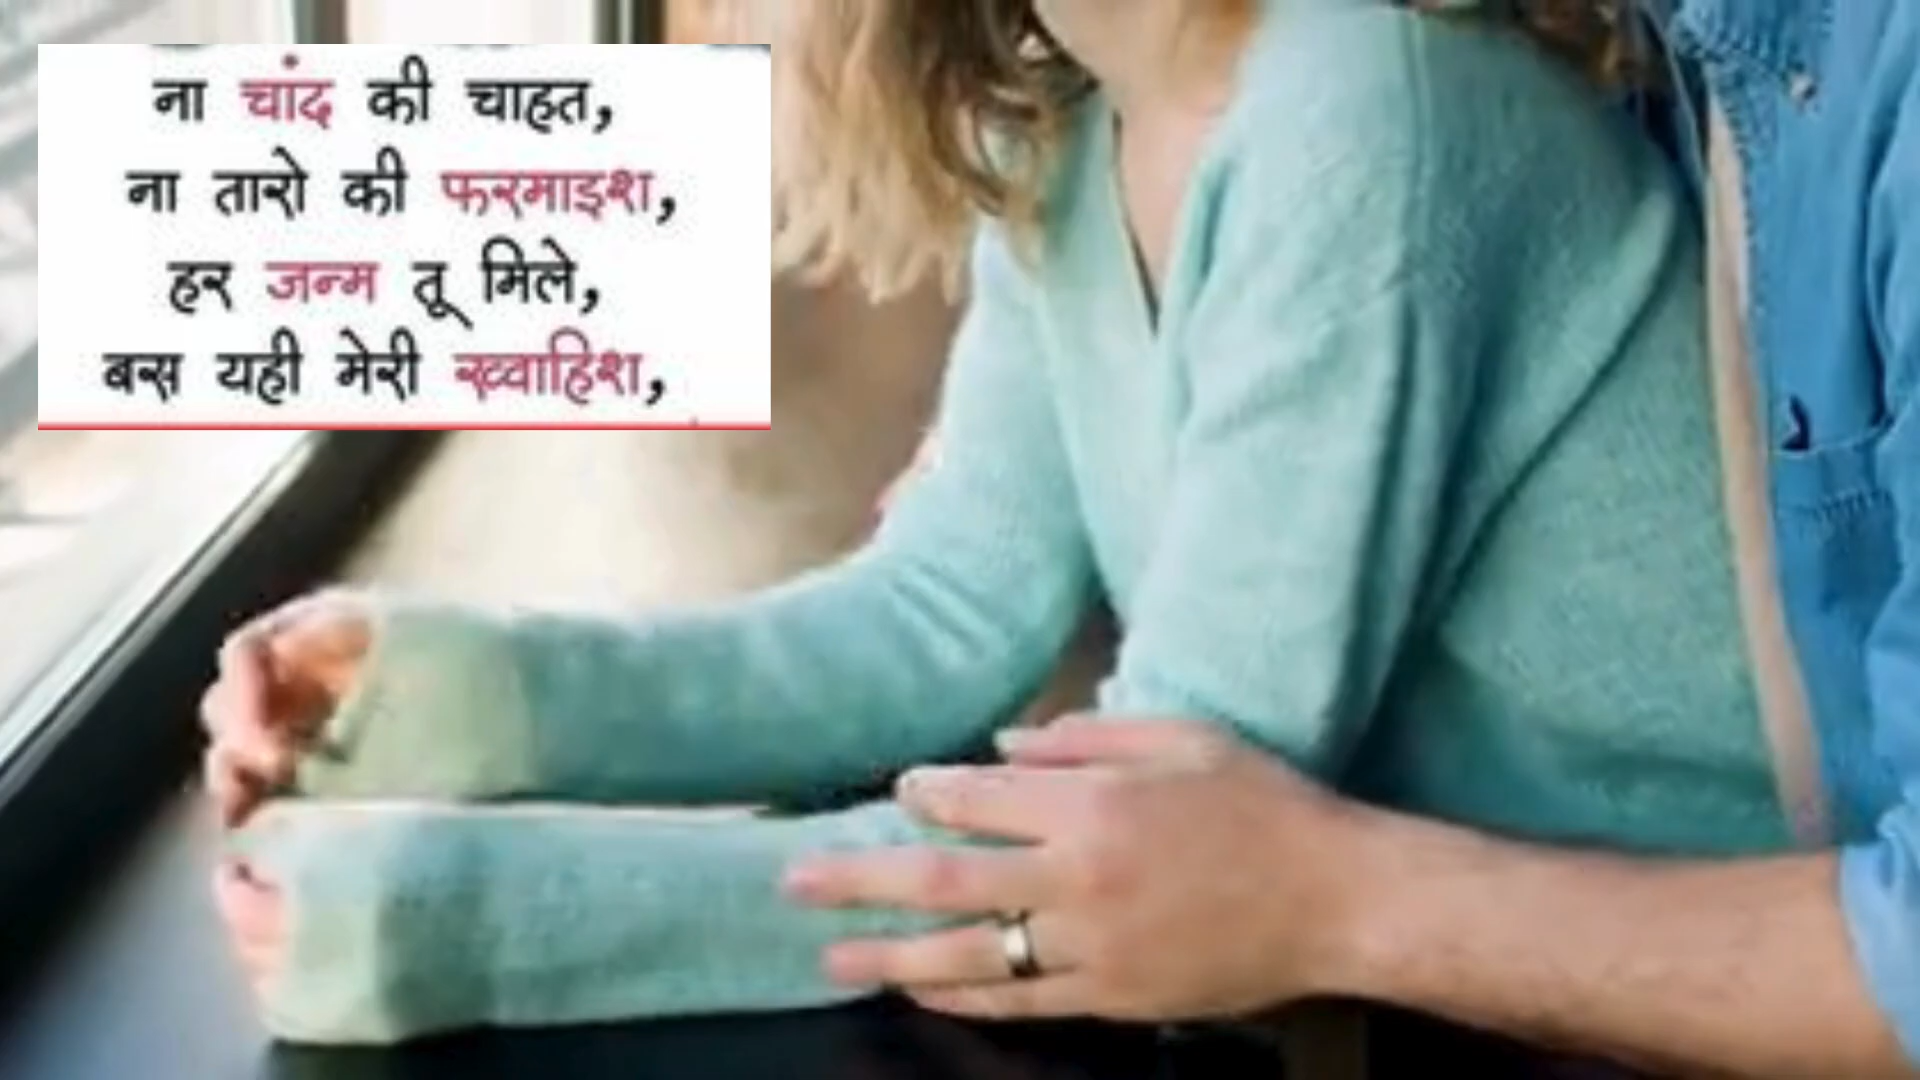 ना चांद की चाहत,
ना तारो की फरमाइश,
हर जन्म तू मिले,
बस यही मेरी ख्वाहिश,